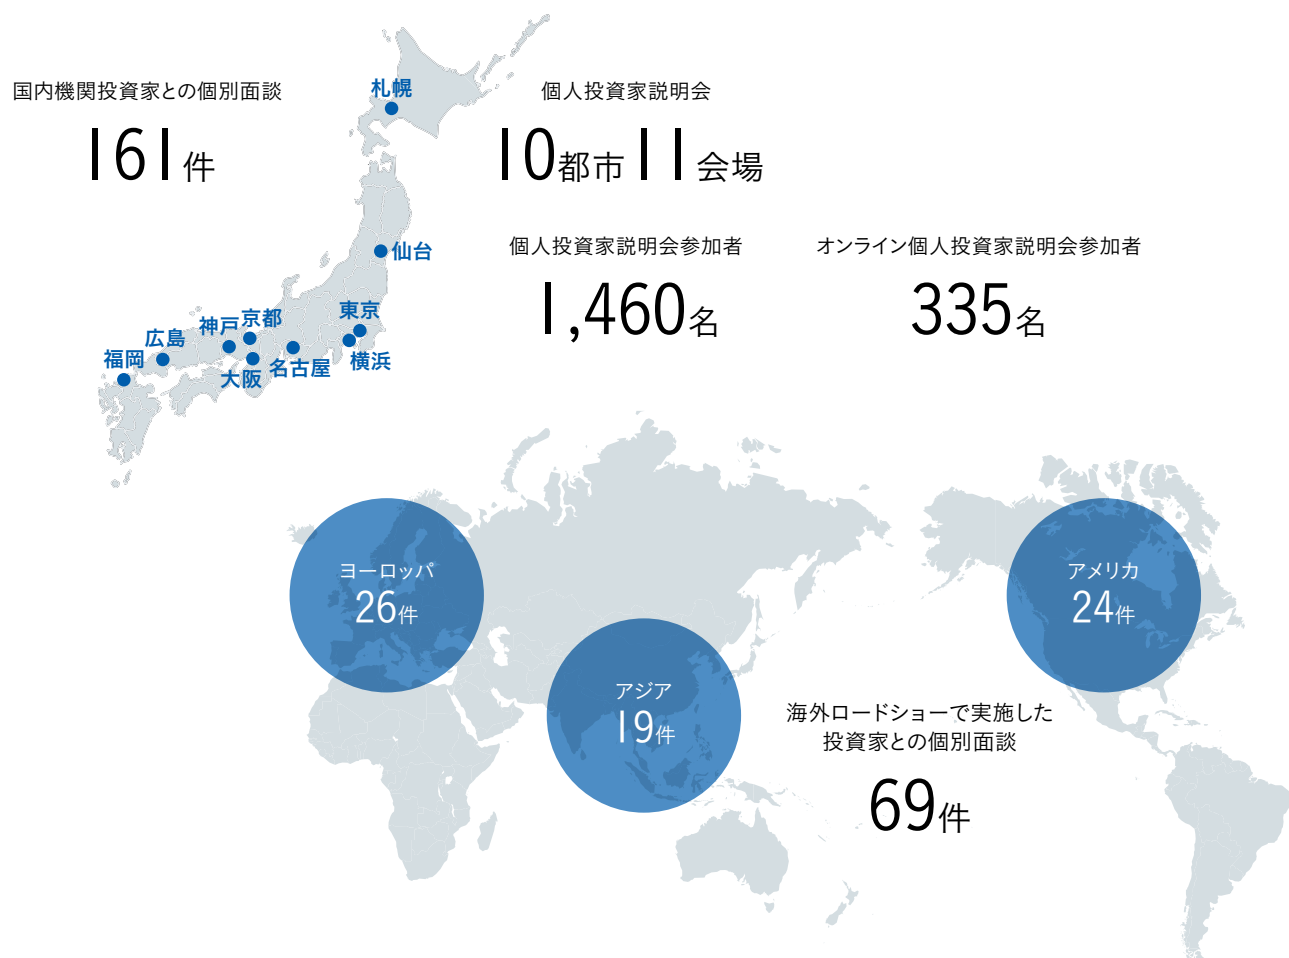 国内機関投資家との個別面談
161件
個人投資家説明会
10都市11会場
個人投資家説明会参加者
1,460名
オンライン個人投資家説明会参加者
335名
札幌
仙台
東京
横浜
名古屋
京都
神戸
大阪
広島
福岡
ヨーロッパ
26件
アジア
19件
アメリカ
24件
海外ロードショーで実施した
投資家との個別面談
69件